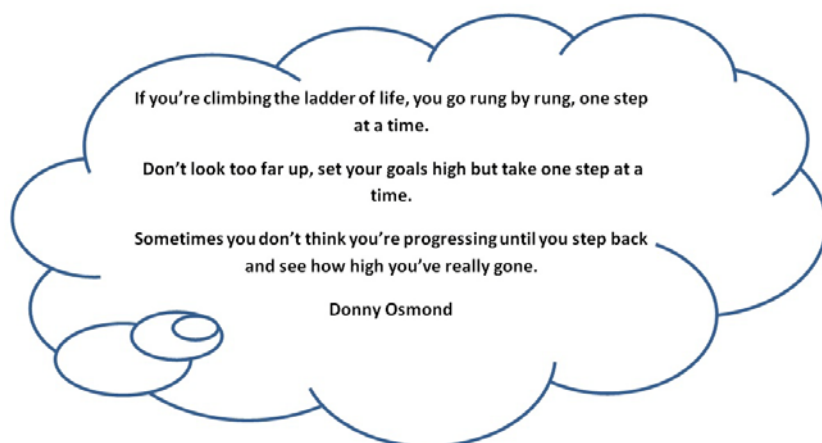 If you’re climbing the ladder of life, you go rung by rung, one step
at a time.
Don’t look too far up, set your goals high but take one step at a
time.
Sometimes you don’t think you’re progressing until you step back
and see how high you’ve really gone.
Donny Osmond